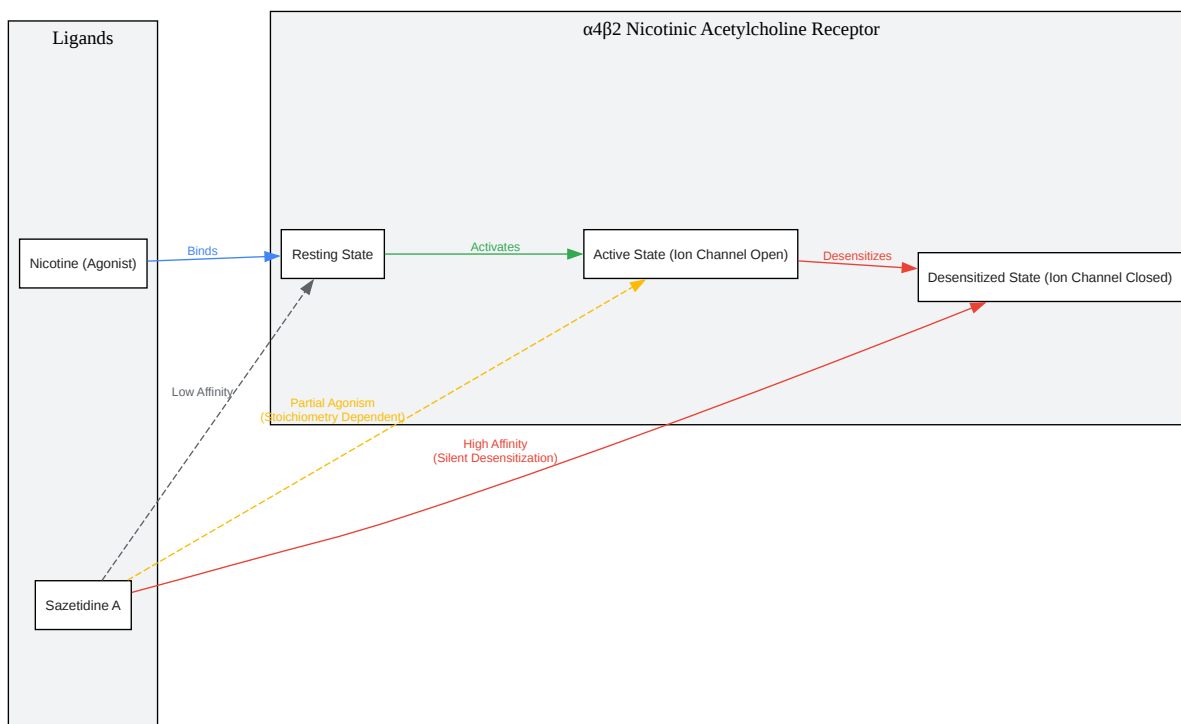 Ligands
α4β2 Nicotinic Acetylcholine Receptor
Nicotine (Agonist)
Binds
Resting State
Activates
Active State (Ion Channel Open)
Desensitizes
Desensitized State (Ion Channel Closed)
Low Affinity
Partial Agonism
(Stoichiometry Dependent)
High Affinity
(Silent Desensitization)
Sazetidine A